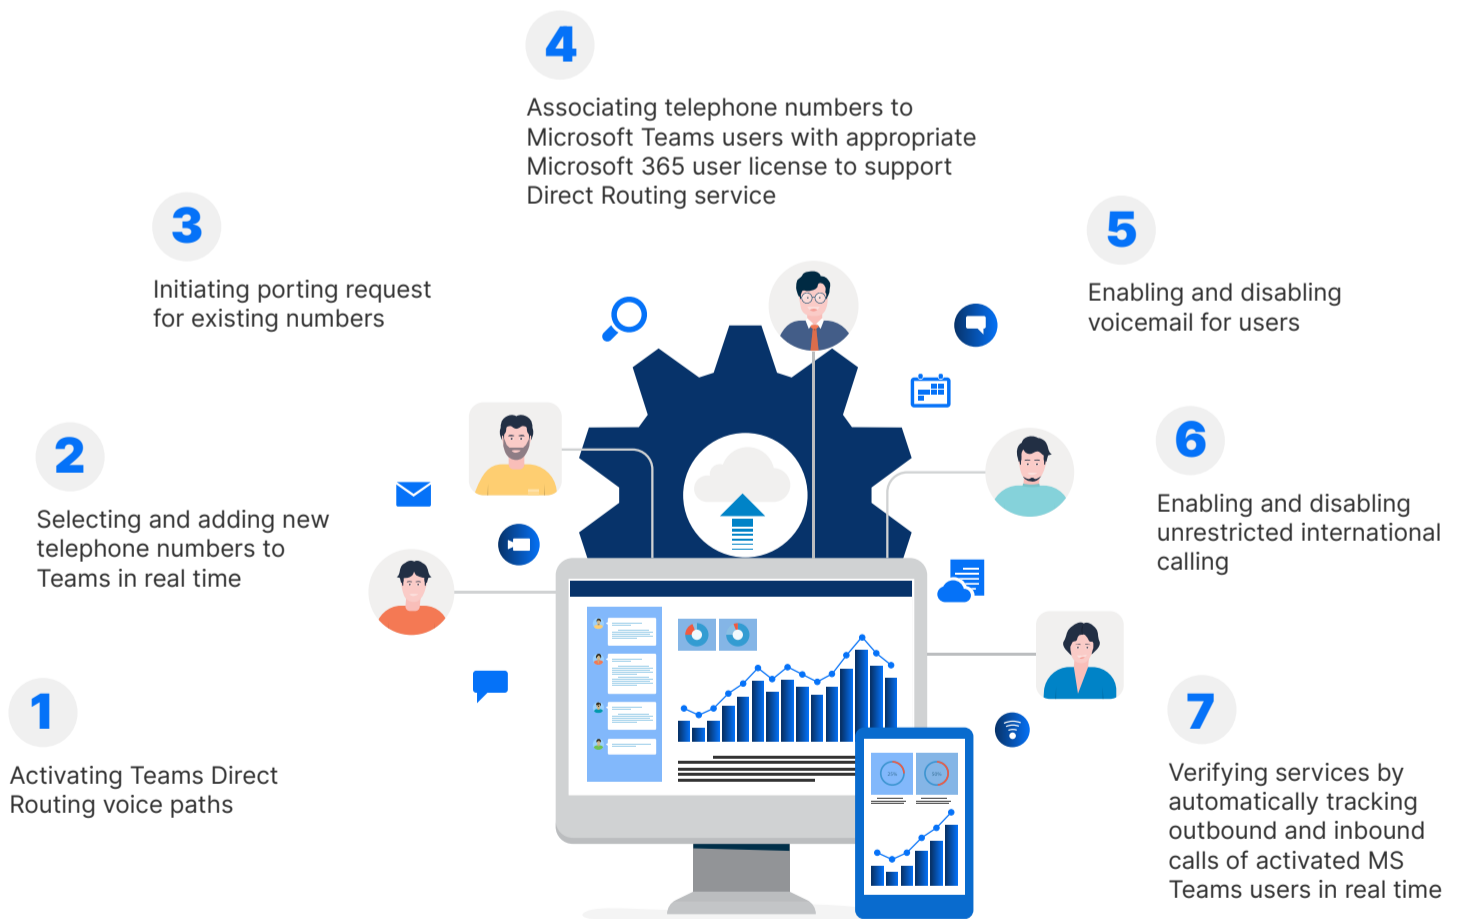 1
Activating Teams Direct
Routing voice paths
2
Selecting and adding new
telephone numbers to
Teams in real time
3
Initiating porting request
for existing numbers
4
Associating telephone numbers to
Microsoft Teams users with appropriate
Microsoft 365 user license to support
Direct Routing service
5
Enabling and disabling
voicemail for users
6
Enabling and disabling
unrestricted international
calling
7
Verifying services by
automatically tracking
outbound and inbound
calls of activated MS
Teams users in real time